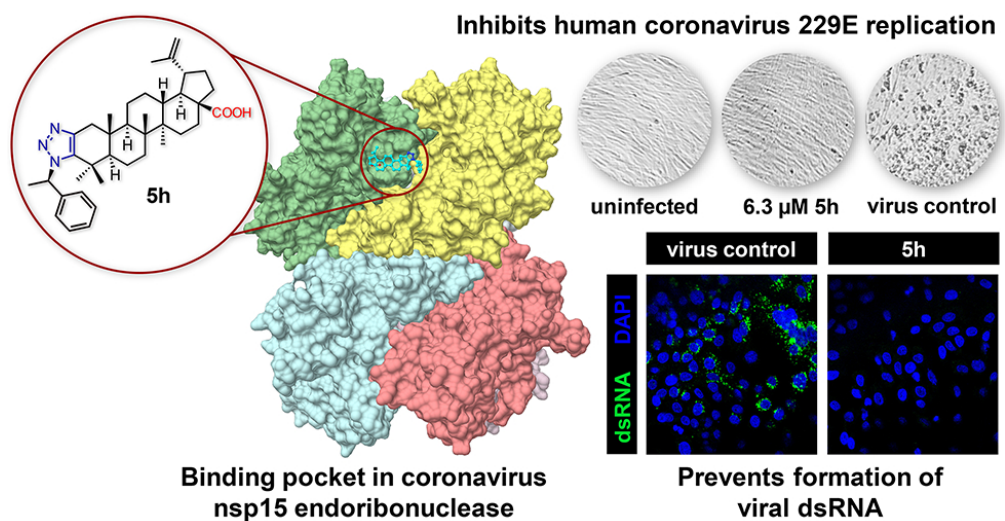 Inhibits human coronavirus 229E replication
H
H
H
H
COOH
N
N
N
5h
uninfected
6.3 µM 5h
virus control
virus control
5h
dsRNA DAPI
Binding pocket in coronavirus
nsp15 endoribonuclease
Prevents formation of
viral dsRNA